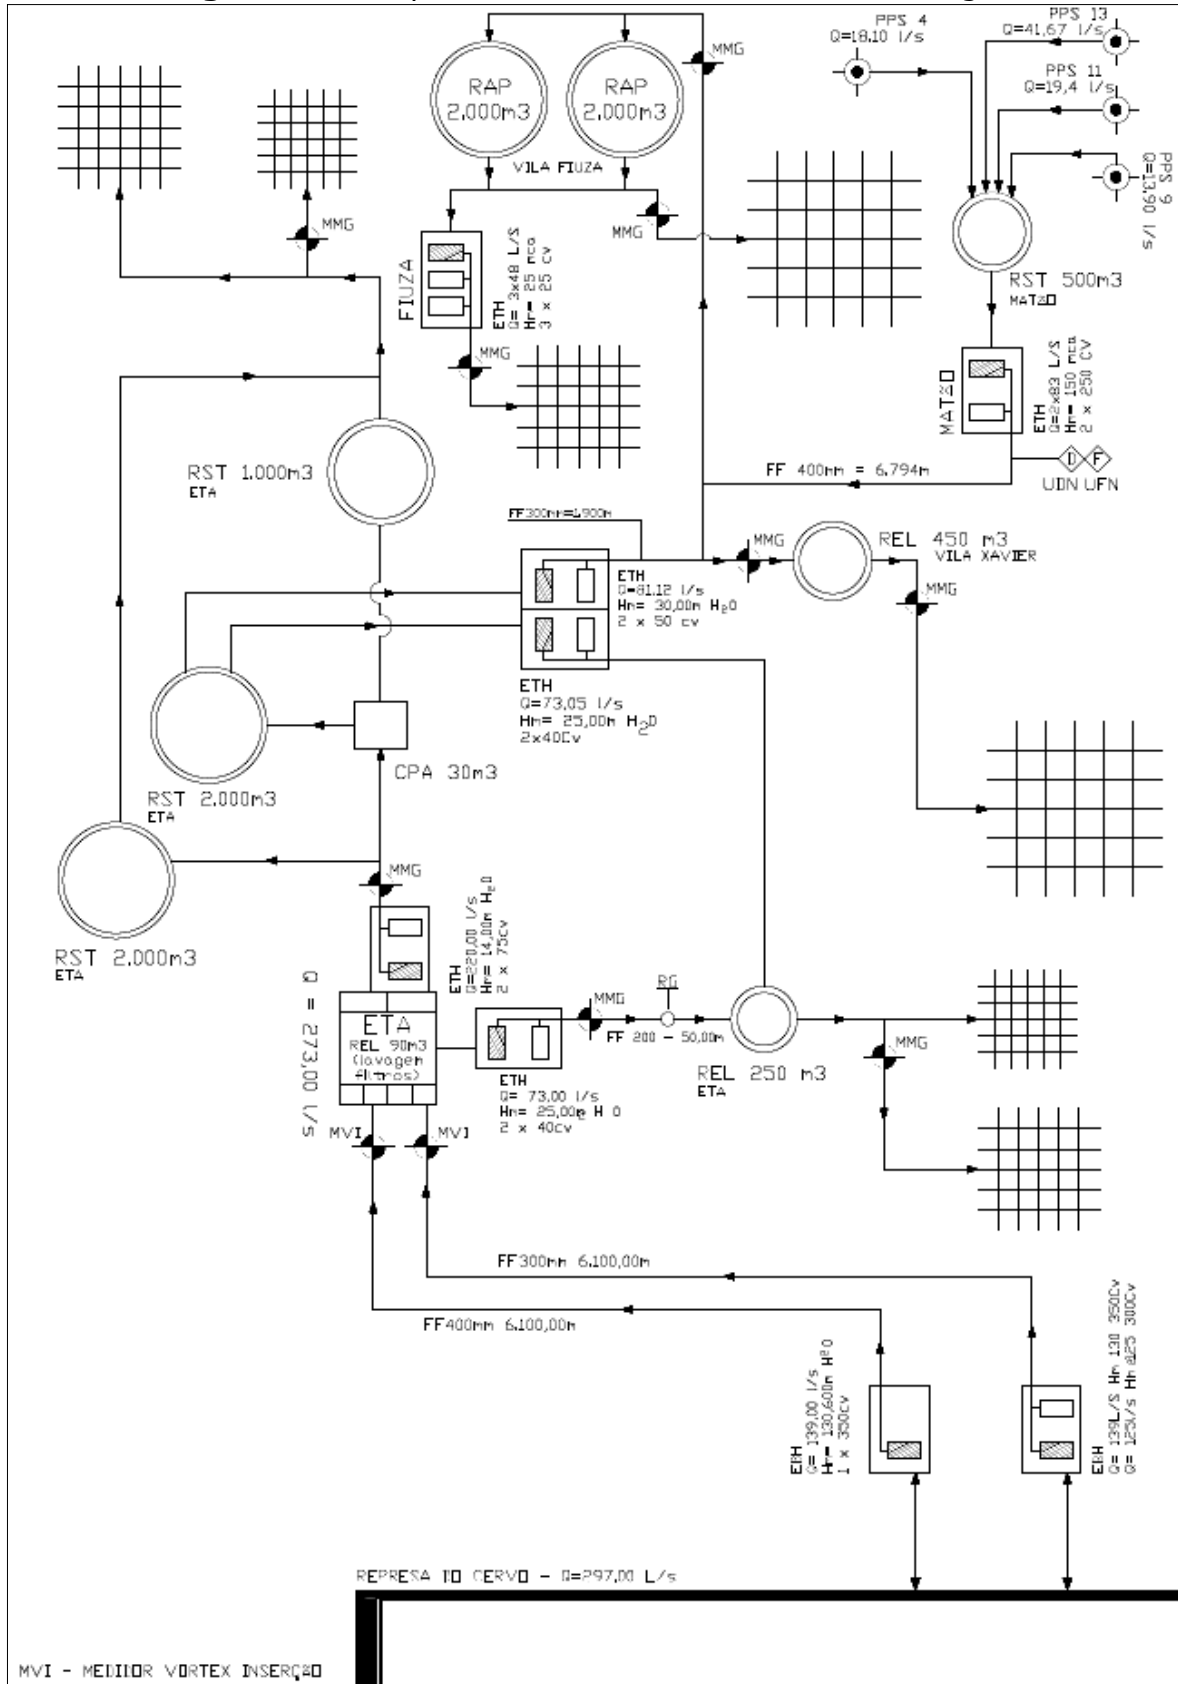 PPS 4
Q=18,10 l/s
PPS 13
Q=41,67 l/s
PPS 11
Q=19,4 l/s
PPS 9
Q=13,90 l/s
MMG
RAP
2.000m3
RAP
2.000m3
VILA FIUZA
MMG
MMG
FIUZA
ETH
Q= 3x48 L/S
Hm= 25 mca
3 x 25 cv
MMG
RST 500m3
MATÃO
MATÃO
ETH
Q=2x83 L/S
Hm= 150 mca
2 x 250 CV
D F
UDN UFN
FF 400mm = 6.794m
RST 1.000m3
ETA
FF300mm=1.900m
MMG
REL 450 m3
VILA XAVIER
MMG
ETH
Q=81,12 l/s
Hm= 30,00m H2O
2 x 50 cv
ETH
Q=73,05 l/s
Hm= 25,00m H2O
2x40Cv
CPA 30m3
RST 2.000m3
ETA
MMG
RST 2.000m3
ETA
ETH
Q=220,00 l/s
Hm= 14,00m H2O
2 x 75cv
Q = 273,00 l/s
ETA
REL 90m3
(lavagem
filtros)
MMG
RG
FF 200 - 50,00m
ETH
Q= 73,00 l/s
Hm= 25,00m H2O
2 x 40cv
REL 250 m3
ETA
MMG
MVI
MVI
FF300mm 6.100,00m
FF400mm 6.100,00m
EBH
Q= 139,00 l/s
Hm= 130,600m H2O
1 x 350cv
EBH
Q= 139L/S Hm 130 350Cv
Q= 125l/s Hm 125 300Cv
REPRESA DO CERVO - Q=297,00 L/s
MVI - MEDIDOR VORTEX INSERÇÃO